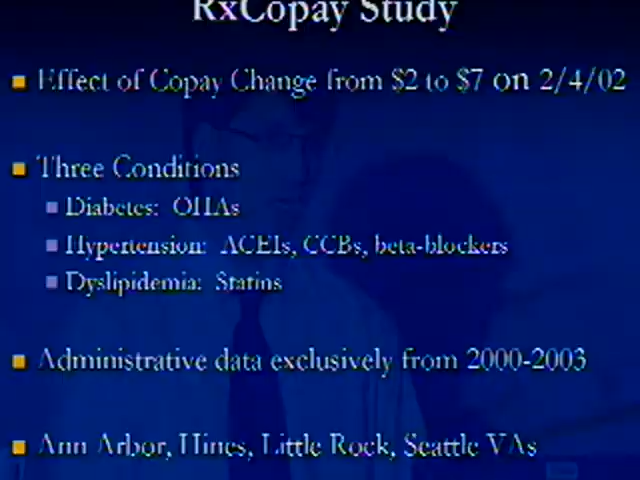 RxCopay Study
Effect of Copay Change from $2 to $7 on 2/4/02
Three Conditions
Diabetes: OHAs
Hypertension: ACEIs, CCBs, beta-blockers
Dyslipidemia: Statins
Administrative data exclusively from 2000-2003
Ann Arbor, Hines, Little Rock, Seattle VAs